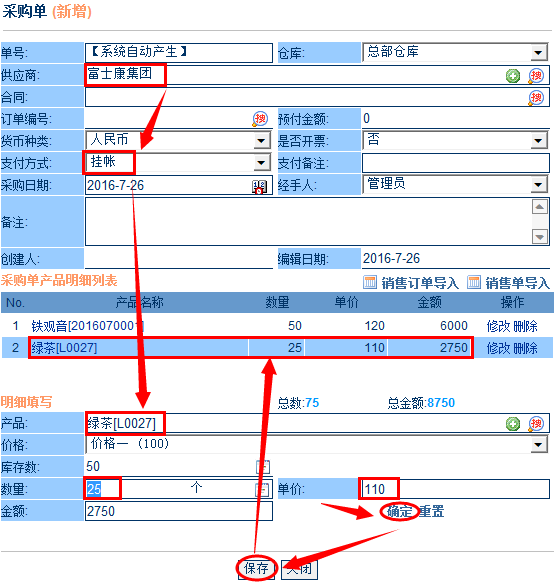 采购单 (新增)
单号: 【系统自动产生】 仓库: 总部仓库
供应商: 富士康集团 搜
合同: 搜
订单编号: 搜 预付金额: 0
货币种类: 人民币 是否开票: 否
支付方式: 挂帐 支付备注:
采购日期: 2016-7-26 经手人: 管理员
备注:
创建人: 编辑日期: 2016-7-26
采购单产品明细列表 销售订单导入 销售单导入
No. 产品名称 数量 单价 金额 操作
1 铁观音[2016070001] 50 120 6000 修改 删除
2 绿茶[L0027] 25 110 2750 修改 删除
明细填写 总数:75 总金额:8750
产品: 绿茶[L0027] 搜
价格: 价格一 (100)
库存数: 50
数量: 25 个 单价: 110
金额: 2750 确定 重置
保存 关闭